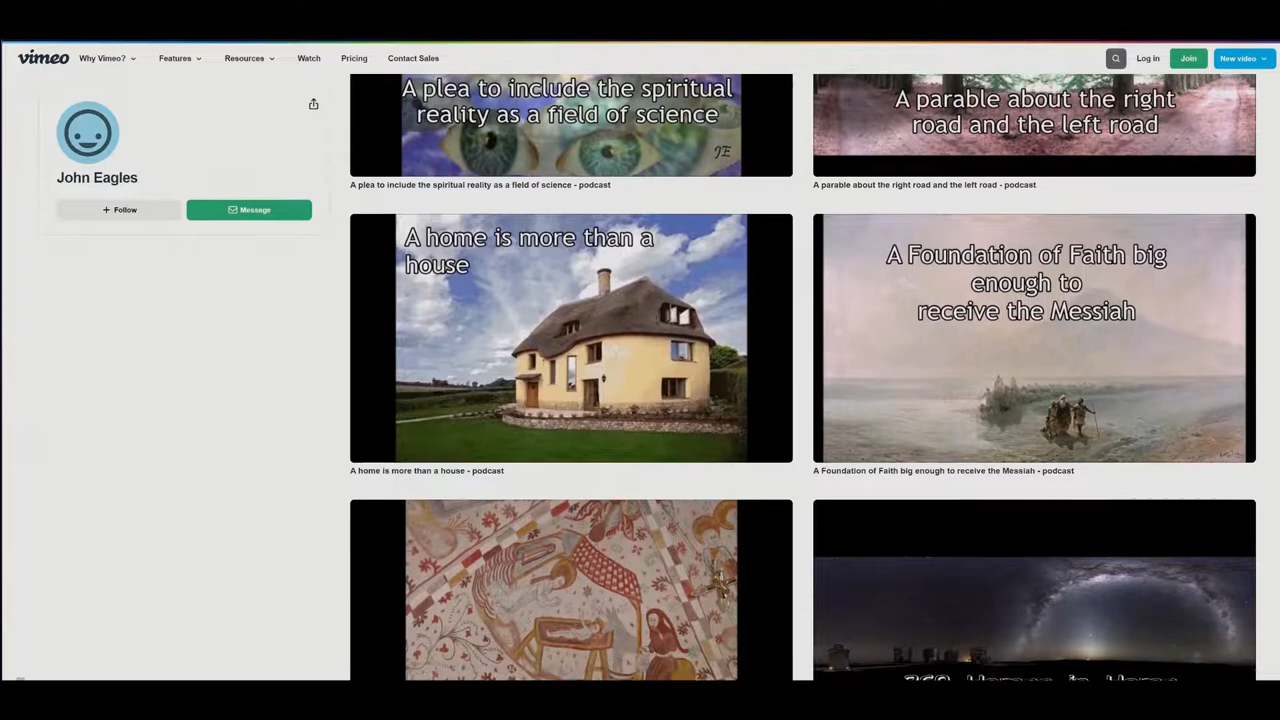 vimeo
Why Vimeo?
Features
Resources
Watch
Pricing
Contact Sales
Log in
Join
New video
John Eagles
+ Follow
Message
A plea to include the spiritual
reality as a field of science
JE
A plea to include the spiritual reality as a field of science - podcast
A parable about the right
road and the left road
A parable about the right road and the left road - podcast
A home is more than a
house
A home is more than a house - podcast
A Foundation of Faith big
enough to
receive the Messiah
A Foundation of Faith big enough to receive the Messiah - podcast